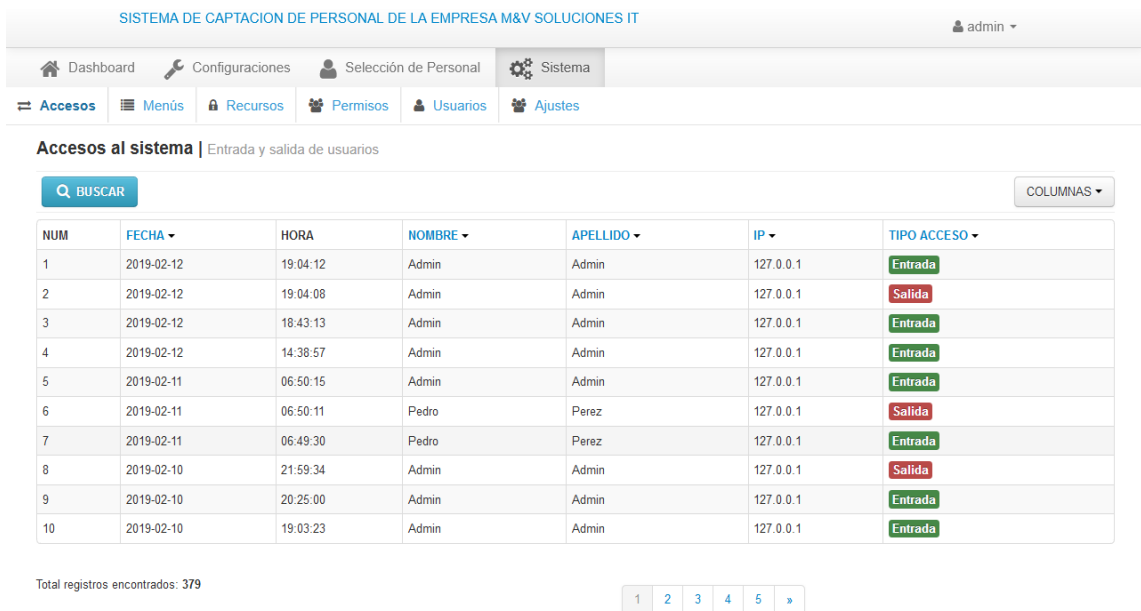 SISTEMA DE CAPTACION DE PERSONAL DE LA EMPRESA M&V SOLUCIONES IT
admin
Dashboard Configuraciones Selección de Personal Sistema
Accesos Menús Recursos Permisos Usuarios Ajustes
Accesos al sistema | Entrada y salida de usuarios
BUSCAR COLUMNAS
NUM FECHA HORA NOMBRE APELLIDO IP TIPO ACCESO
1 2019-02-12 19:04:12 Admin Admin 127.0.0.1 Entrada
2 2019-02-12 19:04:08 Admin Admin 127.0.0.1 Salida
3 2019-02-12 18:43:13 Admin Admin 127.0.0.1 Entrada
4 2019-02-12 14:38:57 Admin Admin 127.0.0.1 Entrada
5 2019-02-11 06:50:15 Admin Admin 127.0.0.1 Entrada
6 2019-02-11 06:50:11 Pedro Perez 127.0.0.1 Salida
7 2019-02-11 06:49:30 Pedro Perez 127.0.0.1 Entrada
8 2019-02-10 21:59:34 Admin Admin 127.0.0.1 Salida
9 2019-02-10 20:25:00 Admin Admin 127.0.0.1 Entrada
10 2019-02-10 19:03:23 Admin Admin 127.0.0.1 Entrada
Total registros encontrados: 379
1 2 3 4 5 »